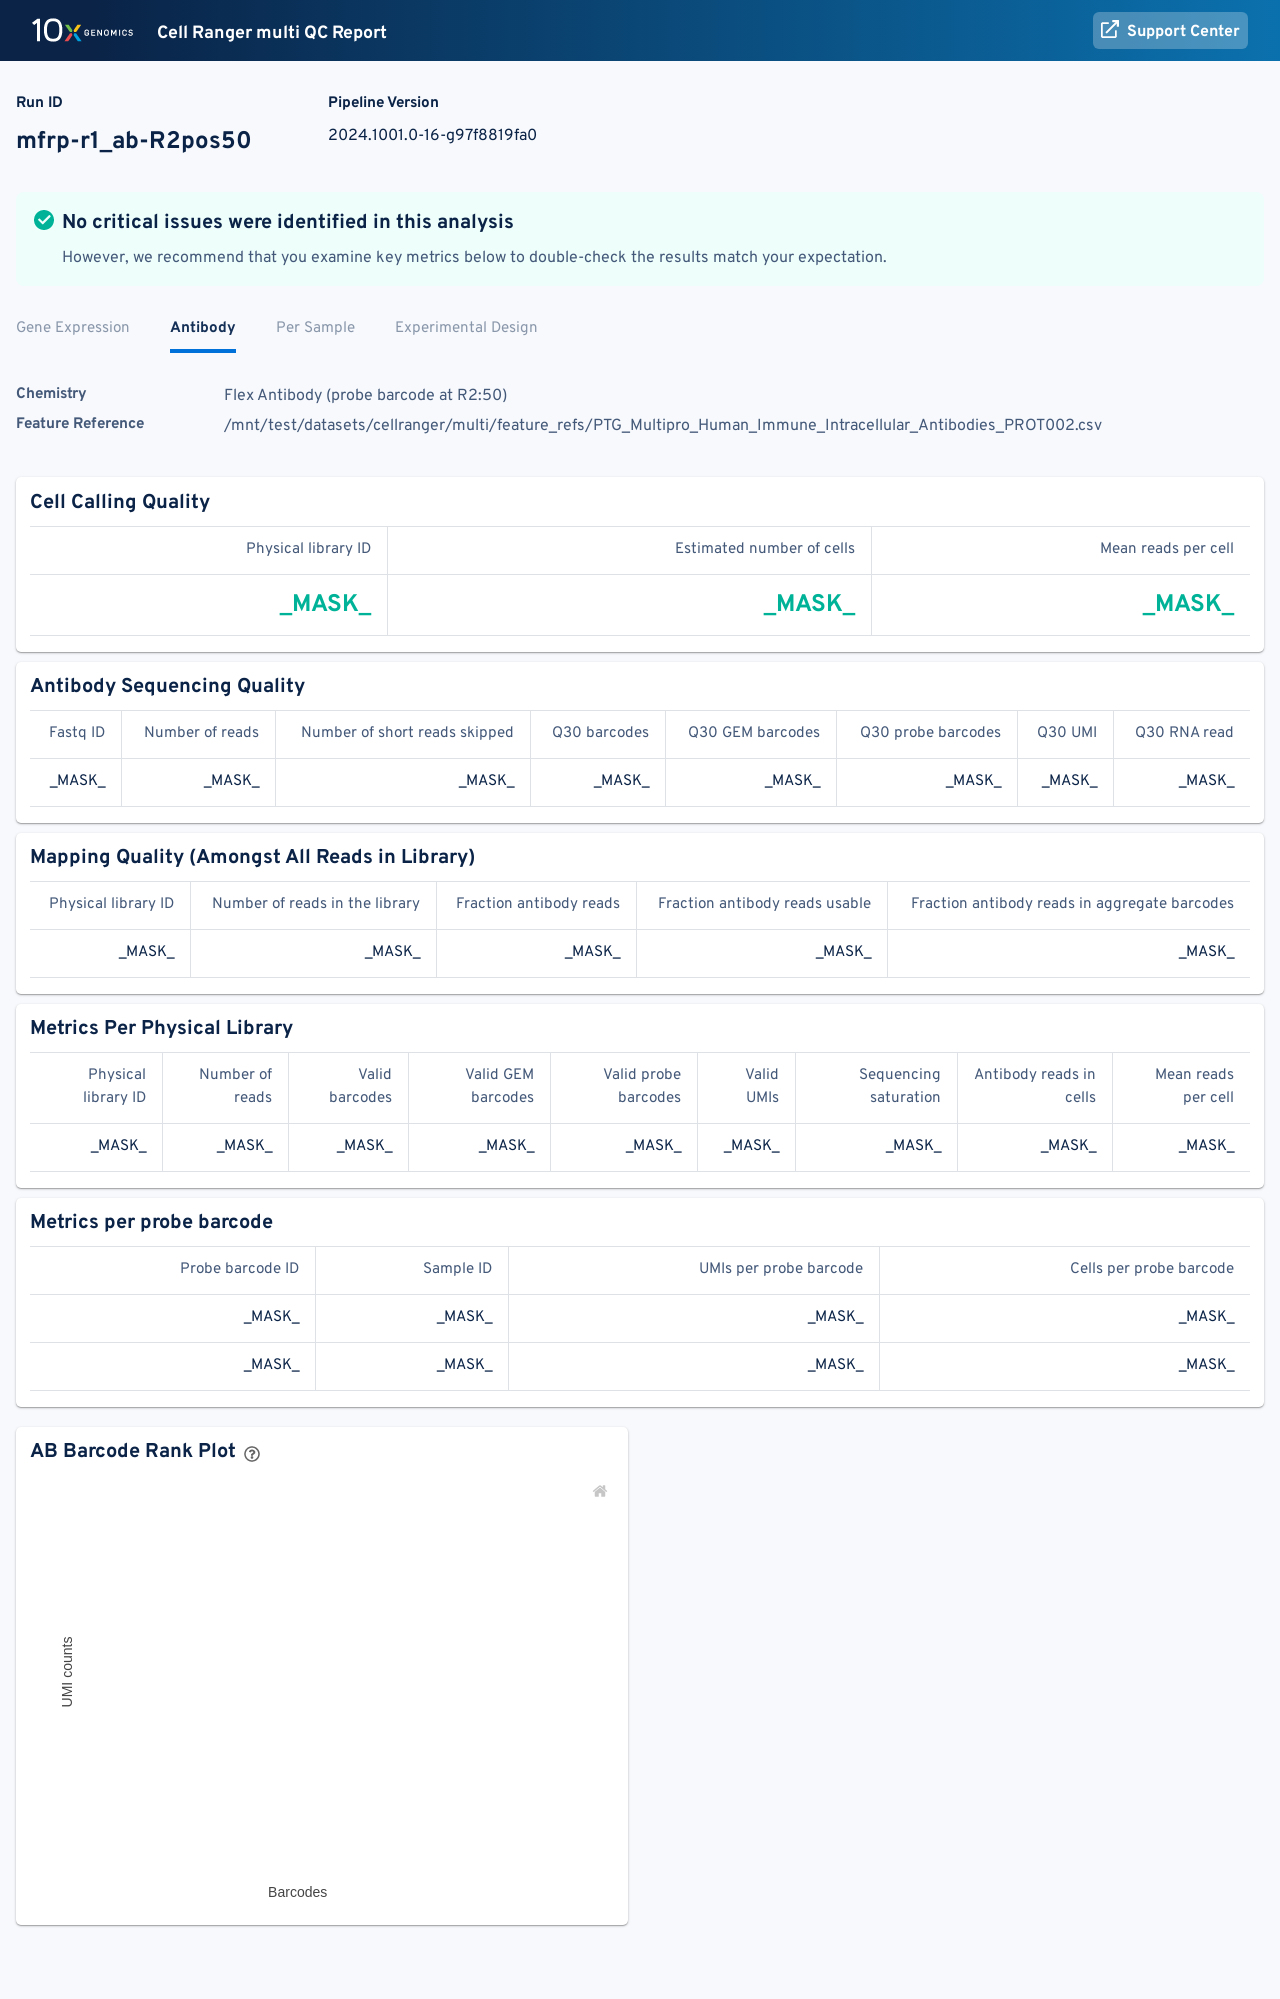 10x GENOMICS Cell Ranger multi QC Report Support Center
Run ID Pipeline Version
mfrp-r1_ab-R2pos50 2024.1001.0-16-g97f8819fa0
No critical issues were identified in this analysis
However, we recommend that you examine key metrics below to double-check the results match your expectation.
Gene Expression Antibody Per Sample Experimental Design
Chemistry Flex Antibody (probe barcode at R2:50)
Feature Reference /mnt/test/datasets/cellranger/multi/feature_refs/PTG_Multipro_Human_Immune_Intracellular_Antibodies_PROT002.csv
Cell Calling Quality
Physical library ID Estimated number of cells Mean reads per cell
_MASK_ _MASK_ _MASK_
Antibody Sequencing Quality
Fastq ID Number of reads Number of short reads skipped Q30 barcodes Q30 GEM barcodes Q30 probe barcodes Q30 UMI Q30 RNA read
_MASK_ _MASK_ _MASK_ _MASK_ _MASK_ _MASK_ _MASK_ _MASK_
Mapping Quality (Amongst All Reads in Library)
Physical library ID Number of reads in the library Fraction antibody reads Fraction antibody reads usable Fraction antibody reads in aggregate barcodes
_MASK_ _MASK_ _MASK_ _MASK_ _MASK_
Metrics Per Physical Library
Physical Number of Valid Valid GEM Valid probe Valid Sequencing Antibody reads in Mean reads
library ID reads barcodes barcodes barcodes UMIs saturation cells per cell
_MASK_ _MASK_ _MASK_ _MASK_ _MASK_ _MASK_ _MASK_ _MASK_ _MASK_
Metrics per probe barcode
Probe barcode ID Sample ID UMIs per probe barcode Cells per probe barcode
_MASK_ _MASK_ _MASK_ _MASK_
_MASK_ _MASK_ _MASK_ _MASK_
AB Barcode Rank Plot ?
UMI counts
Barcodes